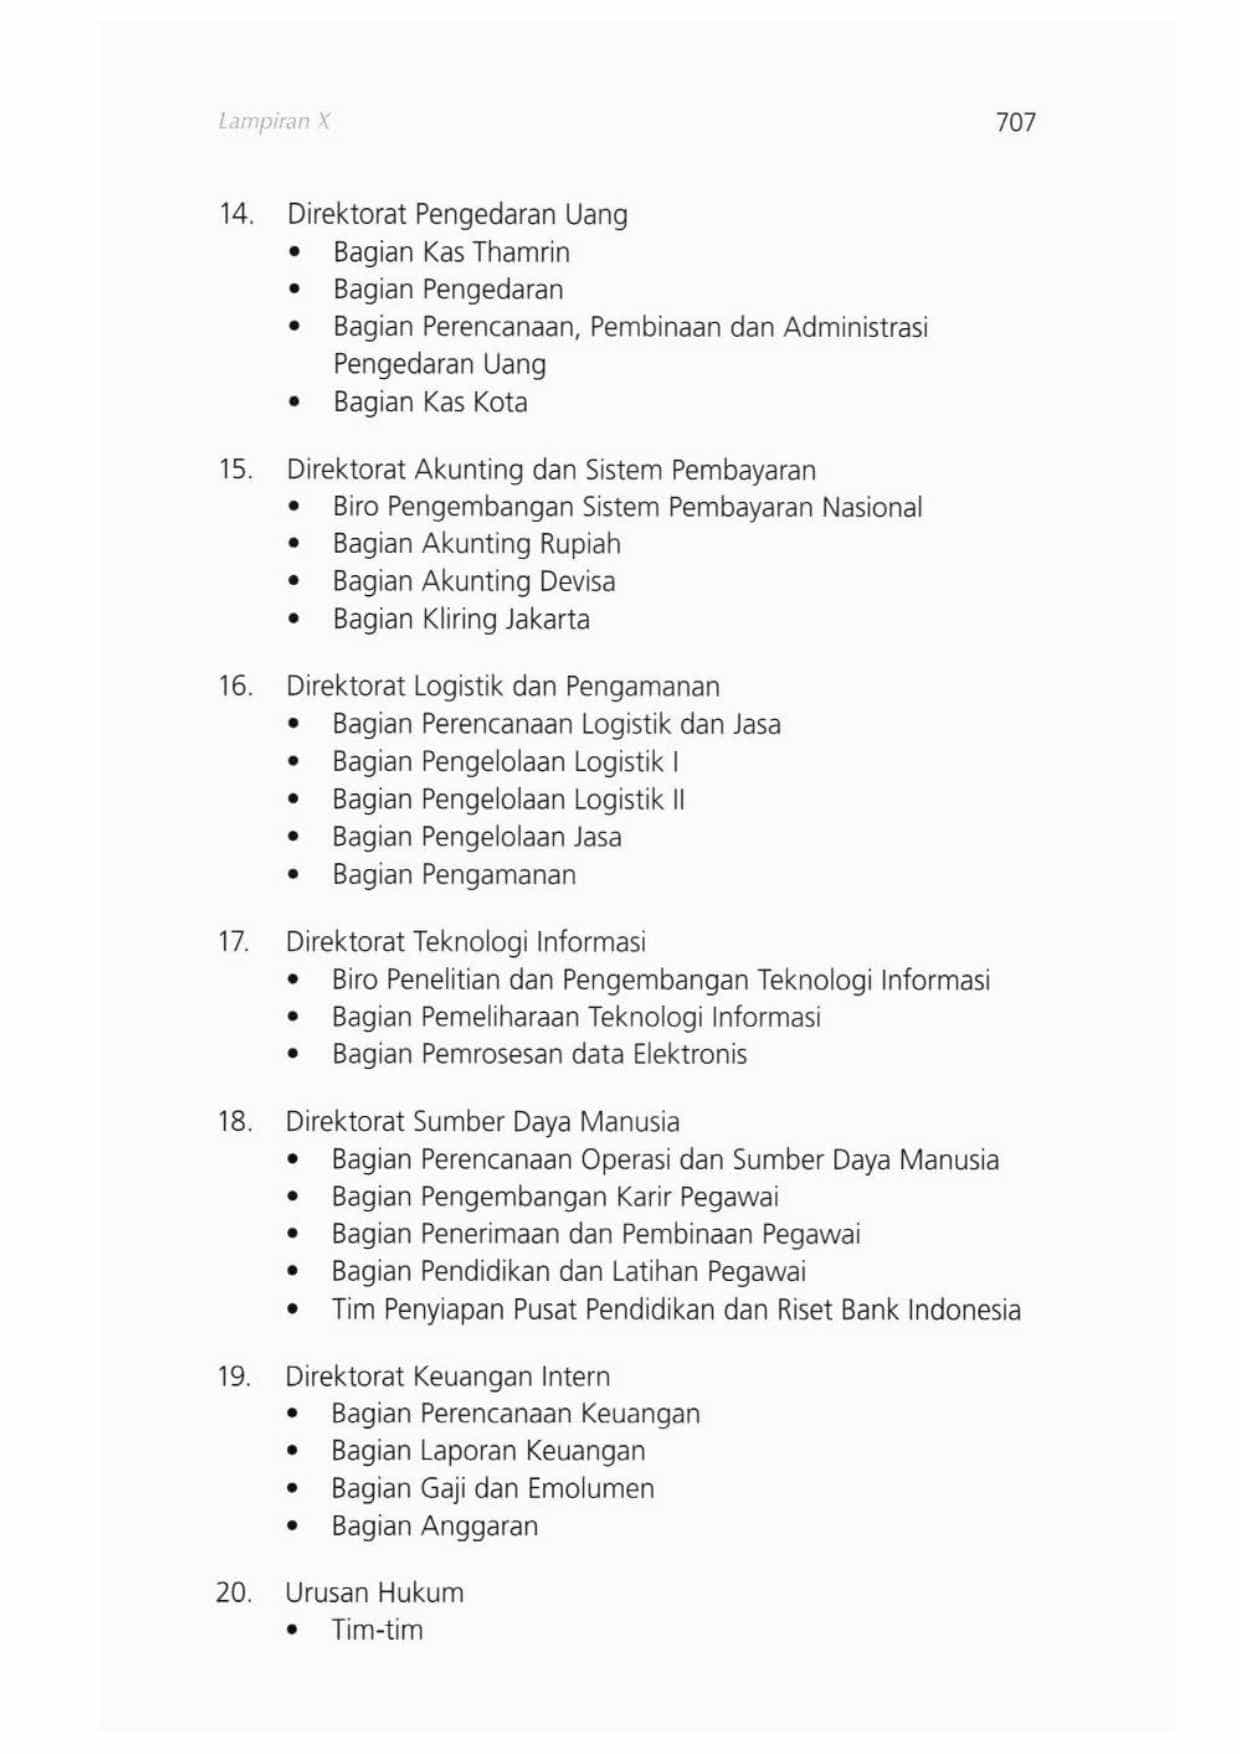 Lampiran X 707
14. Direktorat Pengedaran Uang
• Bagian Kas Thamrin
• Bagian Pengedaran
• Bagian Perencanaan, Pembinaan dan Administrasi
Pengedaran Uang
• Bagian Kas Kota
15. Direktorat Akunting dan Sistem Pembayaran
• Biro Pengembangan Sistem Pembayaran Nasional
• Bagian Akunting Rupiah
• Bagian Akunting Devisa
• Bagian Kliring Jakarta
16. Direktorat Logistik dan Pengamanan
• Bagian Perencanaan Logistik dan Jasa
• Bagian Pengelolaan Logistik I
• Bagian Pengelolaan Logistik II
• Bagian Pengelolaan Jasa
• Bagian Pengamanan
17. Direktorat Teknologi Informasi
• Biro Penelitian dan Pengembangan Teknologi Informasi
• Bagian Pemeliharaan Teknologi Informasi
• Bagian Pemrosesan data Elektronis
18. Direktorat Sumber Daya Manusia
• Bagian Perencanaan Operasi dan Sumber Daya Manusia
• Bagian Pengembangan Karir Pegawai
• Bagian Penerimaan dan Pembinaan Pegawai
• Bagian Pendidikan dan Latihan Pegawai
• Tim Penyiapan Pusat Pendidikan dan Riset Bank Indonesia
19. Direktorat Keuangan Intern
• Bagian Perencanaan Keuangan
• Bagian Laporan Keuangan
• Bagian Gaji dan Emolumen
• Bagian Anggaran
20. Urusan Hukum
• Tim-tim